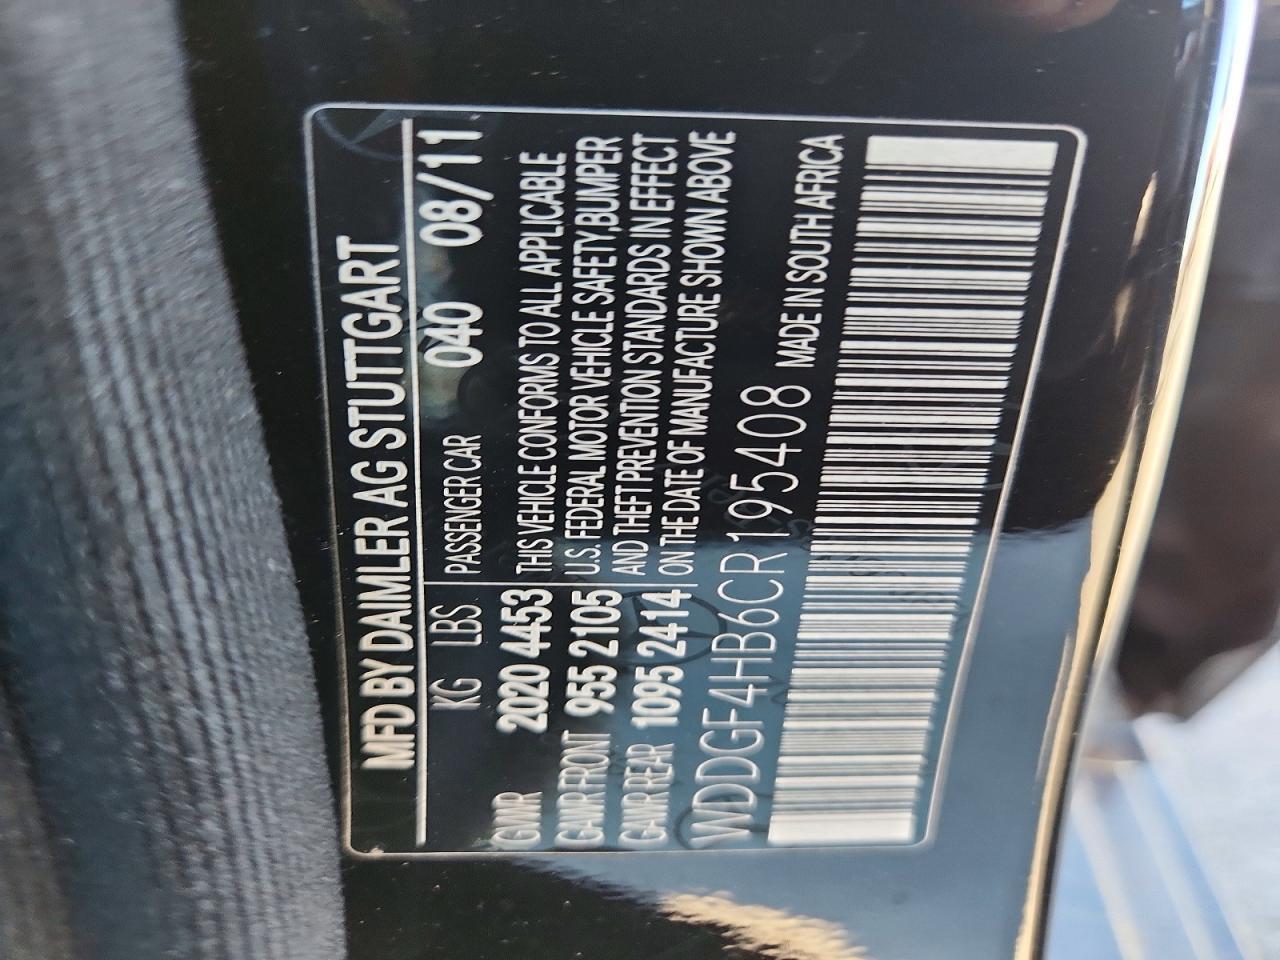 MFD BY DAIMLER AG STUTTGART
KG LBS PASSENGER CAR 040 08/11
GVWR 2020 4453 THIS VEHICLE CONFORMS TO ALL APPLICABLE
GAWR FRONT 955 2105 U.S. FEDERAL MOTOR VEHICLE SAFETY,BUMPER
GAWR REAR 1095 2414 AND THEFT PREVENTION STANDARDS IN EFFECT
ON THE DATE OF MANUFACTURE SHOWN ABOVE
WDDGF4HB6CR195408 MADE IN SOUTH AFRICA